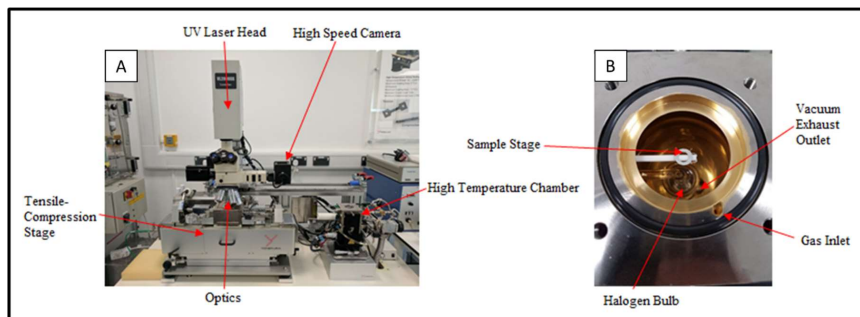 UV Laser Head
High Speed Camera
A
B
Vacuum
Exhaust
Outlet
Sample Stage
Tensile-
Compression
Stage
High Temperature Chamber
Gas Inlet
Optics
Halogen Bulb